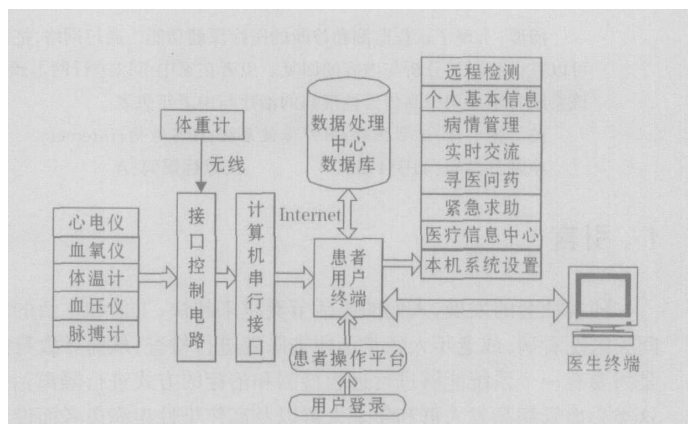 体重计
无线
心电仪
血氧仪
体温计
血压仪
脉搏计
接口控制电路
计算机串行接口
Internet
数据处理
中心
数据库
患者
用户
终端
远程检测
个人基本信息
病情管理
实时交流
寻医问药
紧急求助
医疗信息中心
本机系统设置
医生终端
患者操作平台
用户登录